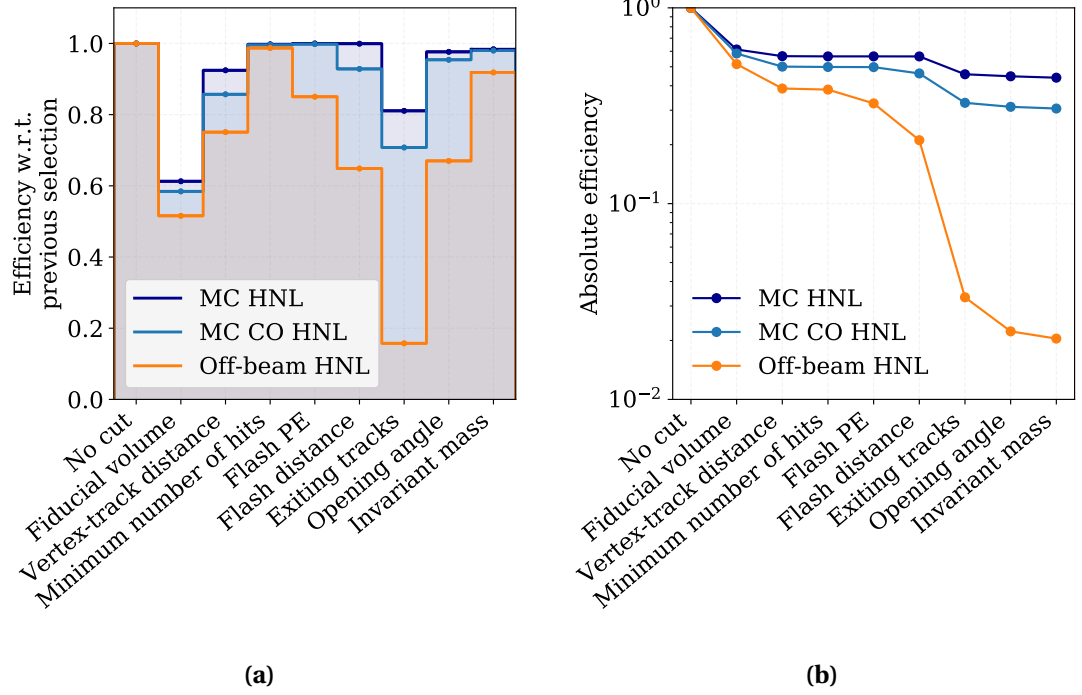 Efficiency w.r.t.
previous selection
1.0
0.8
0.6
0.4
0.2
0.0
MC HNL
MC CO HNL
Off-beam HNL
No cut
Fiducial volume
Vertex-track distance
Minimum number of hits
Flash PE
Flash distance
Exiting tracks
Opening angle
Invariant mass
(a)
Absolute efficiency
10⁰
10⁻¹
10⁻²
MC HNL
MC CO HNL
Off-beam HNL
No cut
Fiducial volume
Vertex-track distance
Minimum number of hits
Flash PE
Flash distance
Exiting tracks
Opening angle
Invariant mass
(b)